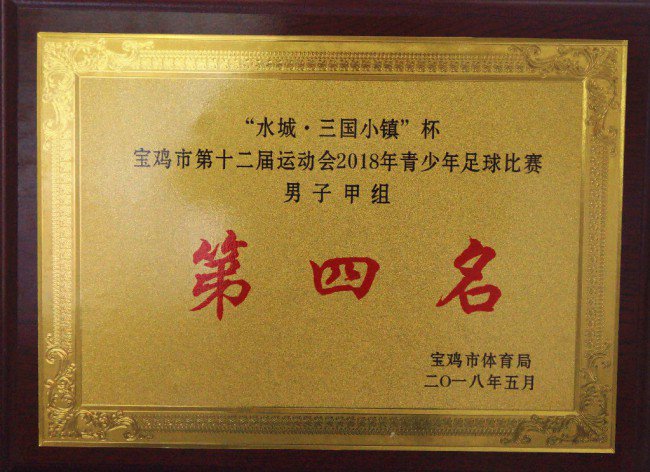 “水城·三国小镇”杯
宝鸡市第十二届运动会2018年青少年足球比赛
男子甲组
第四名
宝鸡市体育局
二〇一八年五月